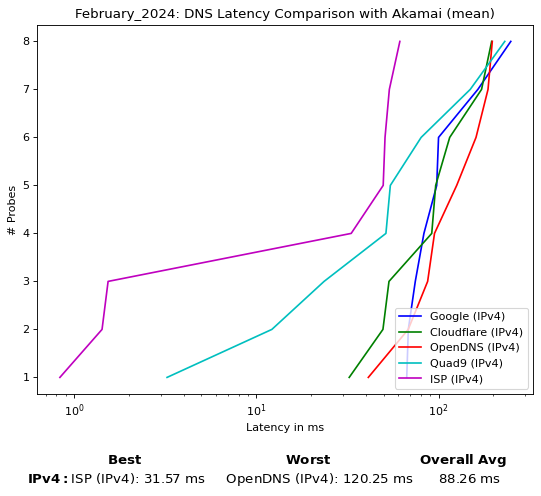 February_2024: DNS Latency Comparison with Akamai (mean)
# Probes
8
7
6
5
4
3
2
1
Google (IPv4)
Cloudflare (IPv4)
OpenDNS (IPv4)
Quad9 (IPv4)
ISP (IPv4)
10⁰ 10¹ 10²
Latency in ms
Best Worst Overall Avg
IPv4: ISP (IPv4): 31.57 ms OpenDNS (IPv4): 120.25 ms 88.26 ms